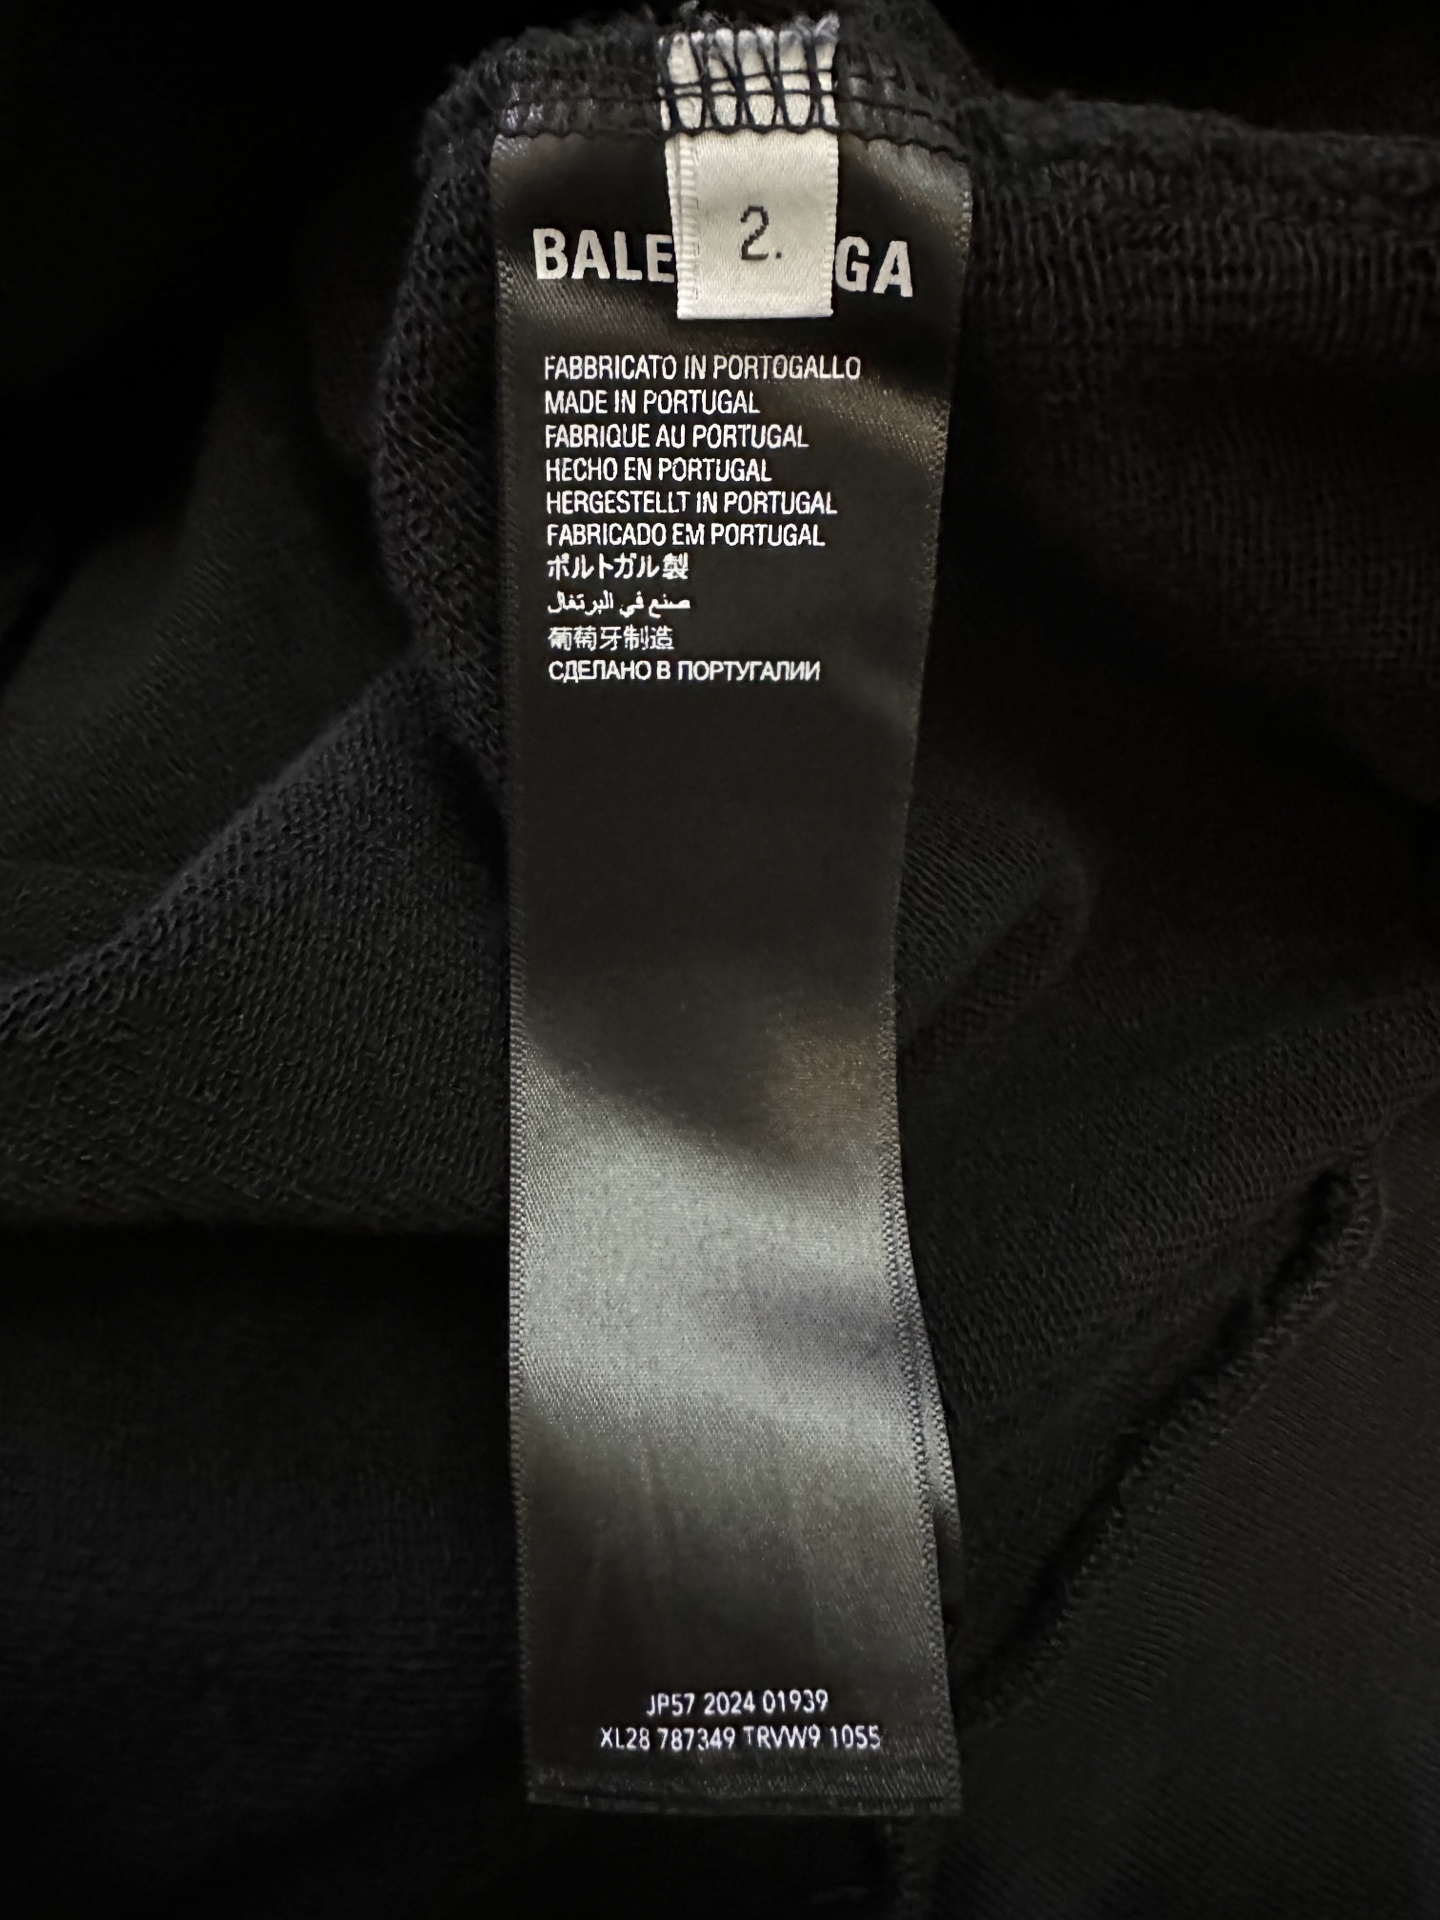 2.
BALE GA
FABBRICATO IN PORTOGALLO
MADE IN PORTUGAL
FABRIQUE AU PORTUGAL
HECHO EN PORTUGAL
HERGESTELLT IN PORTUGAL
FABRICADO EM PORTUGAL
ポルトガル製
صنع في البرتغال
葡萄牙制造
СДЕЛАНО В ПОРТУГАЛИИ
JP57 2024 01939
XL28 787349 TRVW9 1055